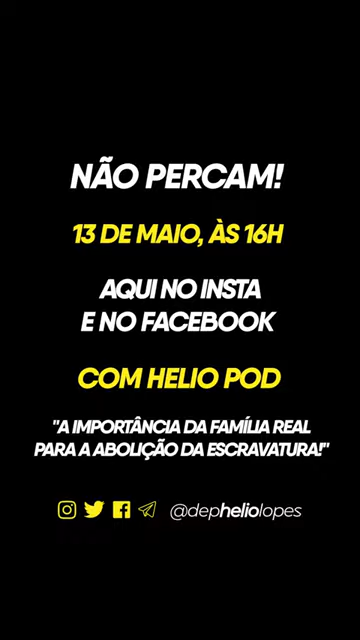 NÃO PERCAM!
13 DE MAIO, ÀS 16H
AQUI NO INSTA
E NO FACEBOOK
COM HELIO POD
"A IMPORTÂNCIA DA FAMÍLIA REAL
PARA A ABOLIÇÃO DA ESCRAVATURA!"
@depheliolopes